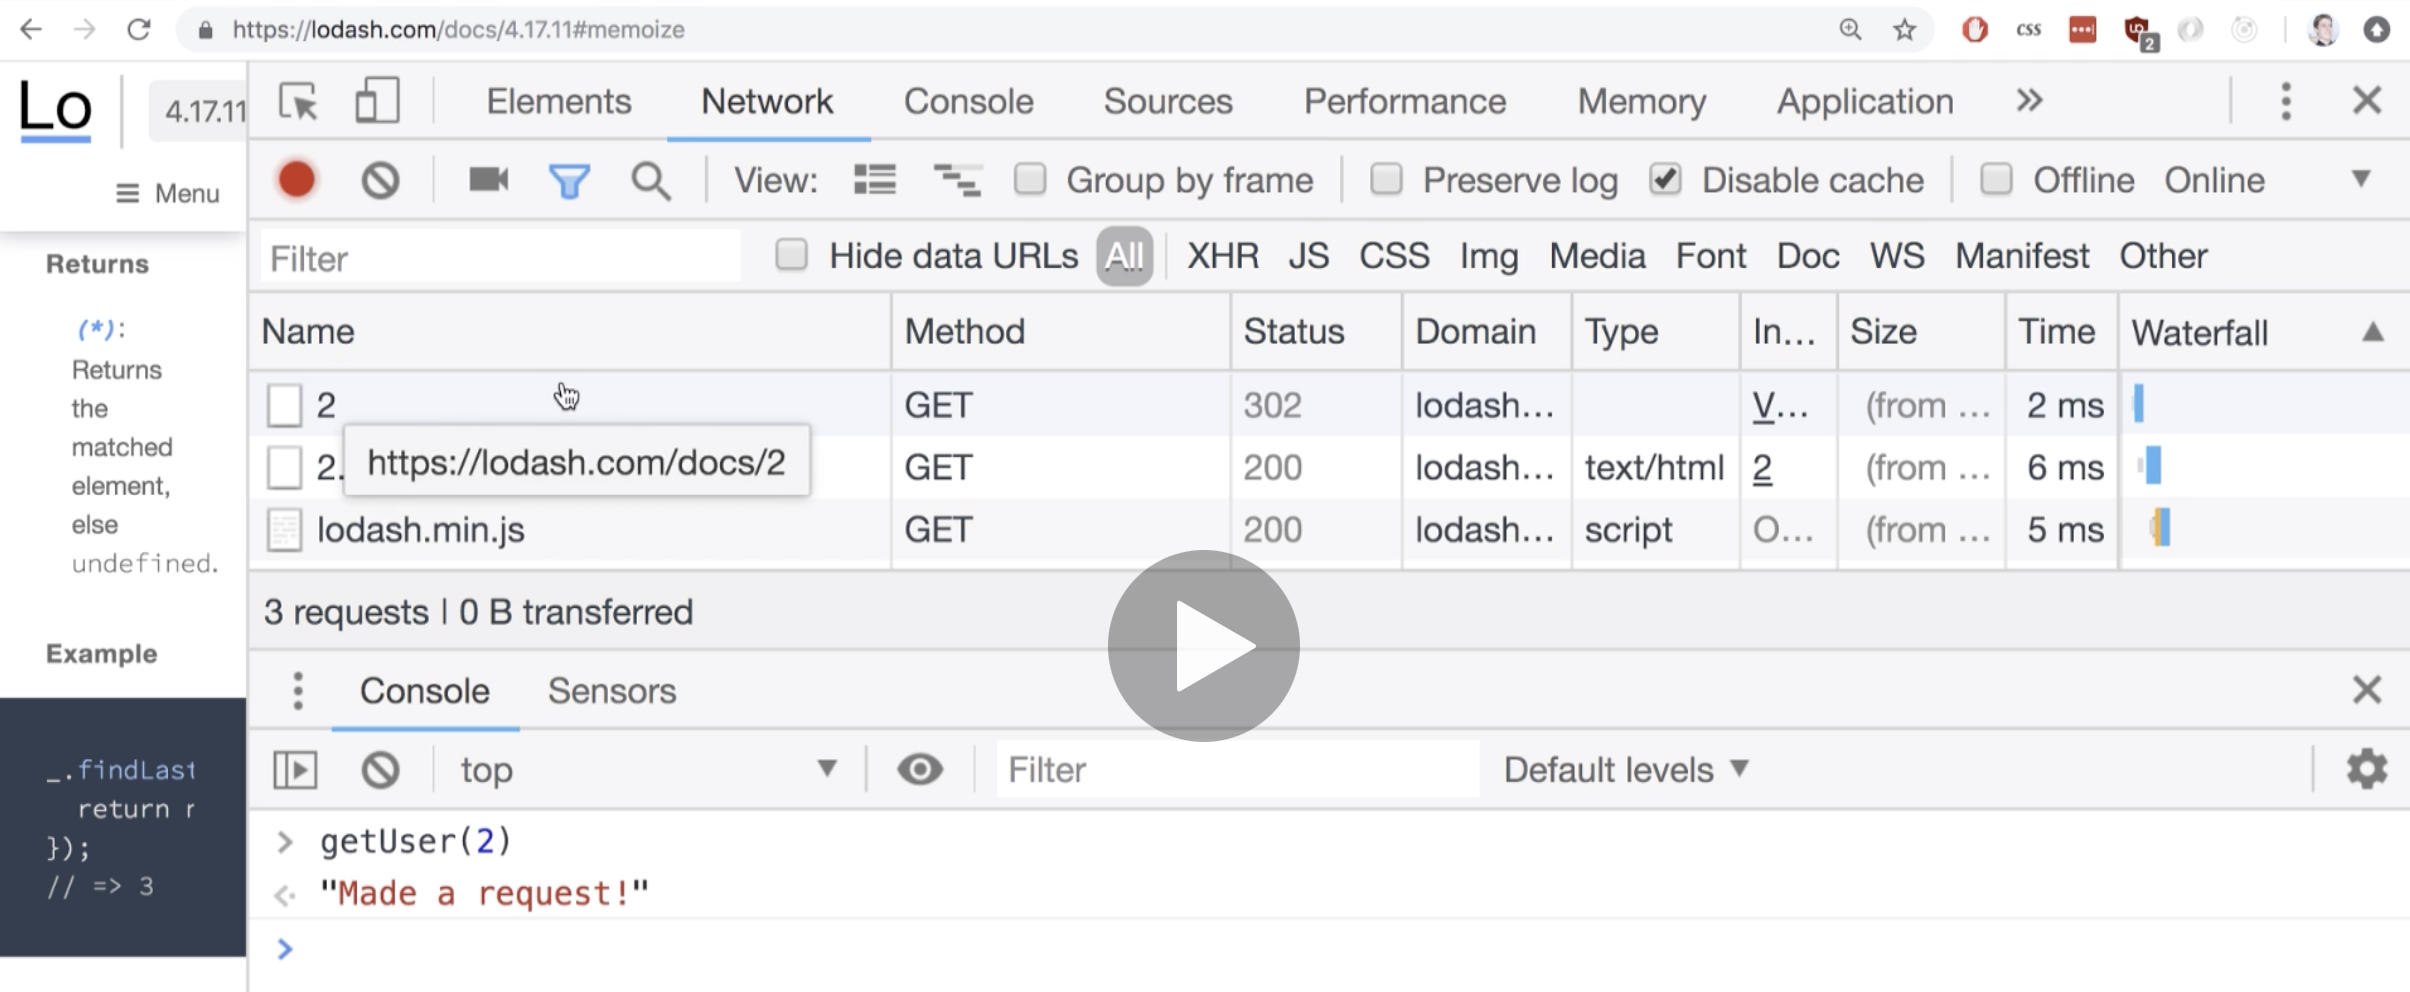 https://lodash.com/docs/4.17.11#memoize
css
2
Lo
4.17.11
Menu
Returns
(*):
Returns
the
matched
element,
else
undefined.
Example
_.findLast
return r
});
// => 3
Elements Network Console Sources Performance Memory Application »
View: Group by frame Preserve log Disable cache Offline Online
Filter Hide data URLs All XHR JS CSS Img Media Font Doc WS Manifest Other
Name Method Status Domain Type In... Size Time Waterfall
2 GET 302 lodash... V... (from ... 2 ms
2. GET 200 lodash... text/html 2 (from ... 6 ms
https://lodash.com/docs/2
lodash.min.js GET 200 lodash... script O... (from ... 5 ms
3 requests | 0 B transferred
Console Sensors
top Filter Default levels
> getUser(2)
"Made a request!"
>